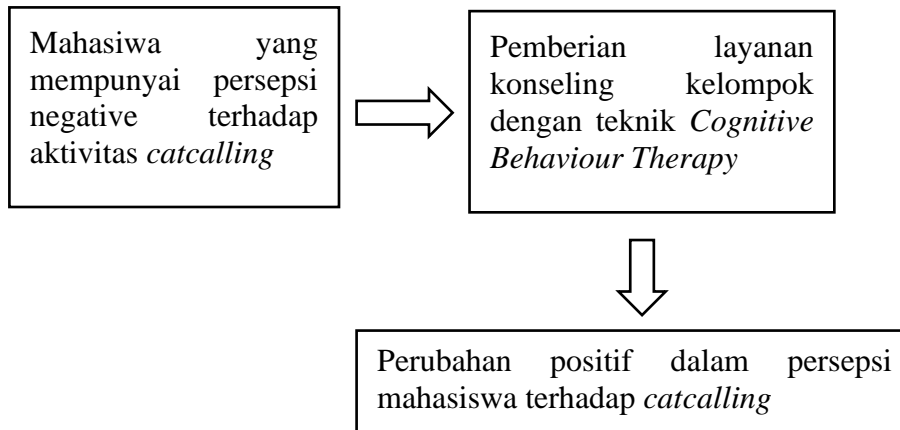 Mahasiwa yang
mempunyai persepsi
negative terhadap
aktivitas catcalling
Pemberian layanan
konseling kelompok
dengan teknik Cognitive
Behaviour Therapy
Perubahan positif dalam persepsi
mahasiswa terhadap catcalling